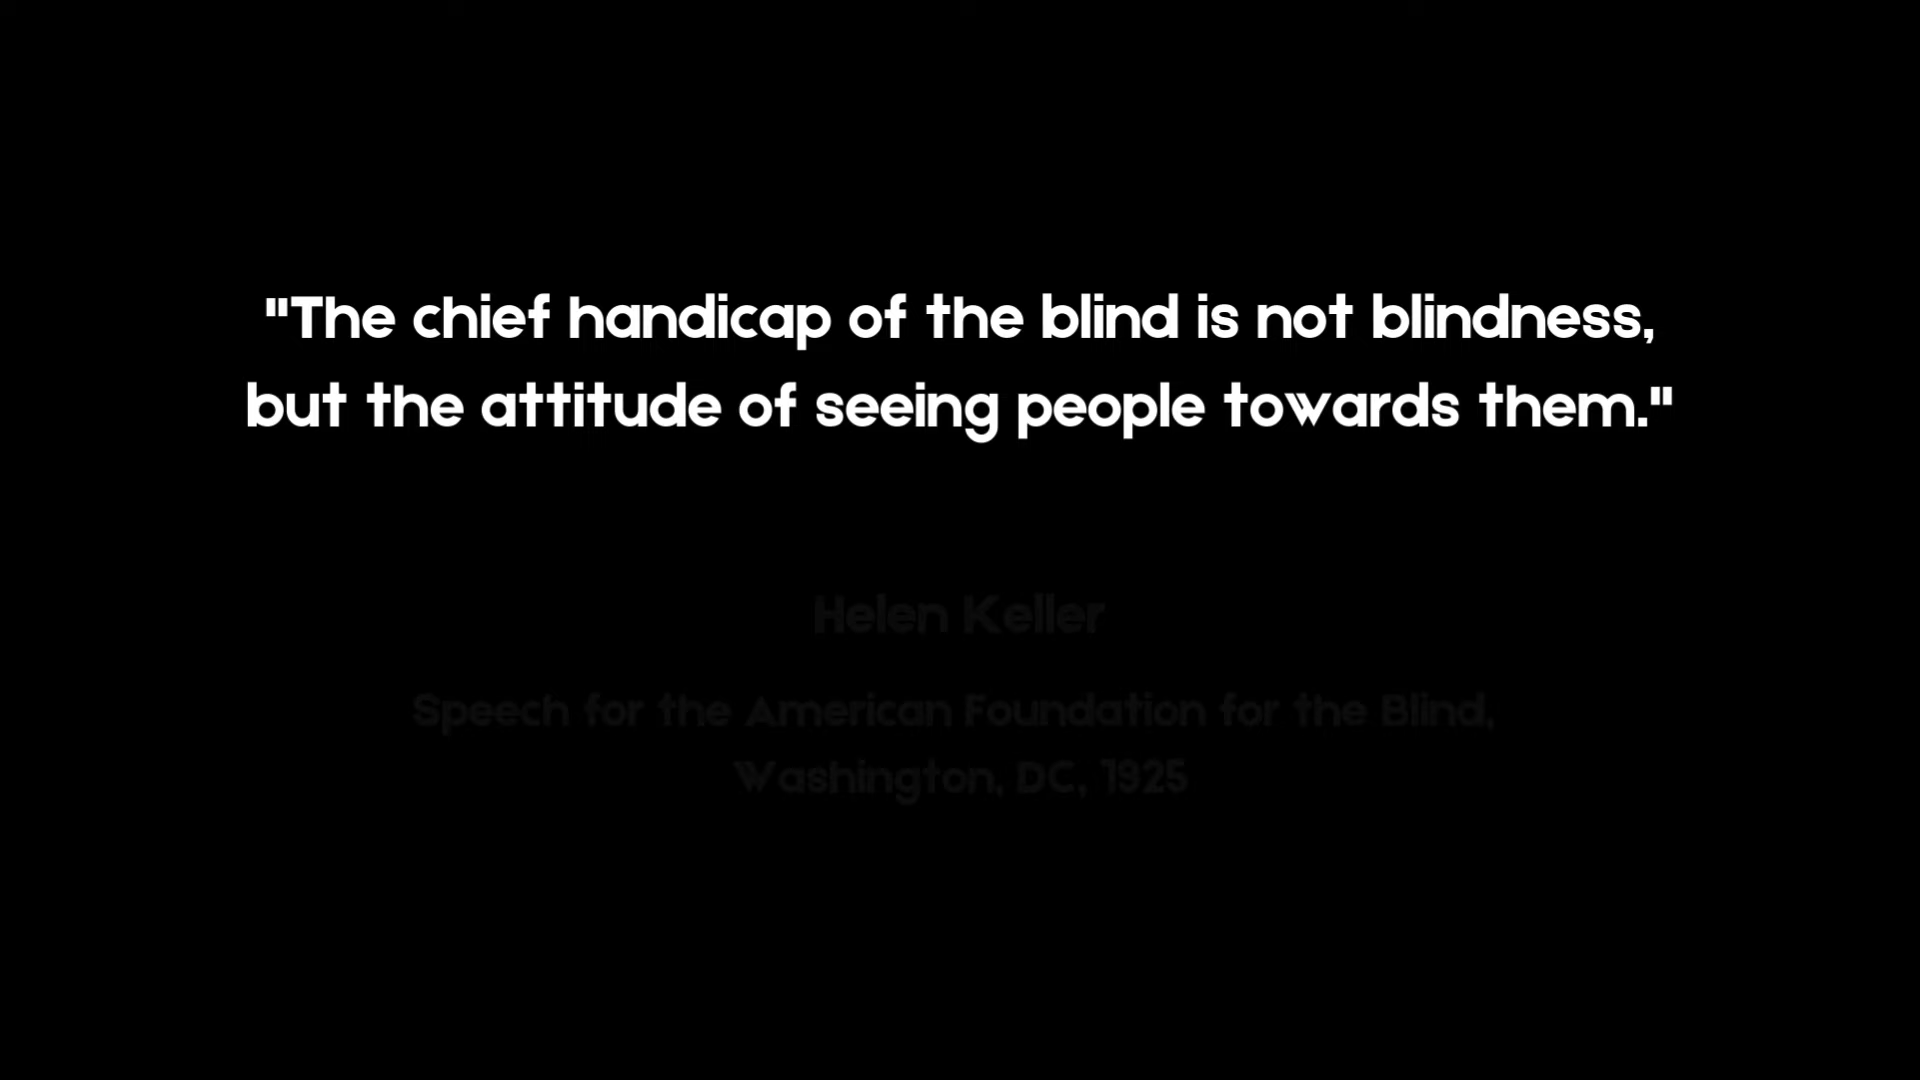 "The chief handicap of the blind is not blindness,
but the attitude of seeing people towards them."
Helen Keller
Speech for the American Foundation for the Blind,
Washington, DC, 1925